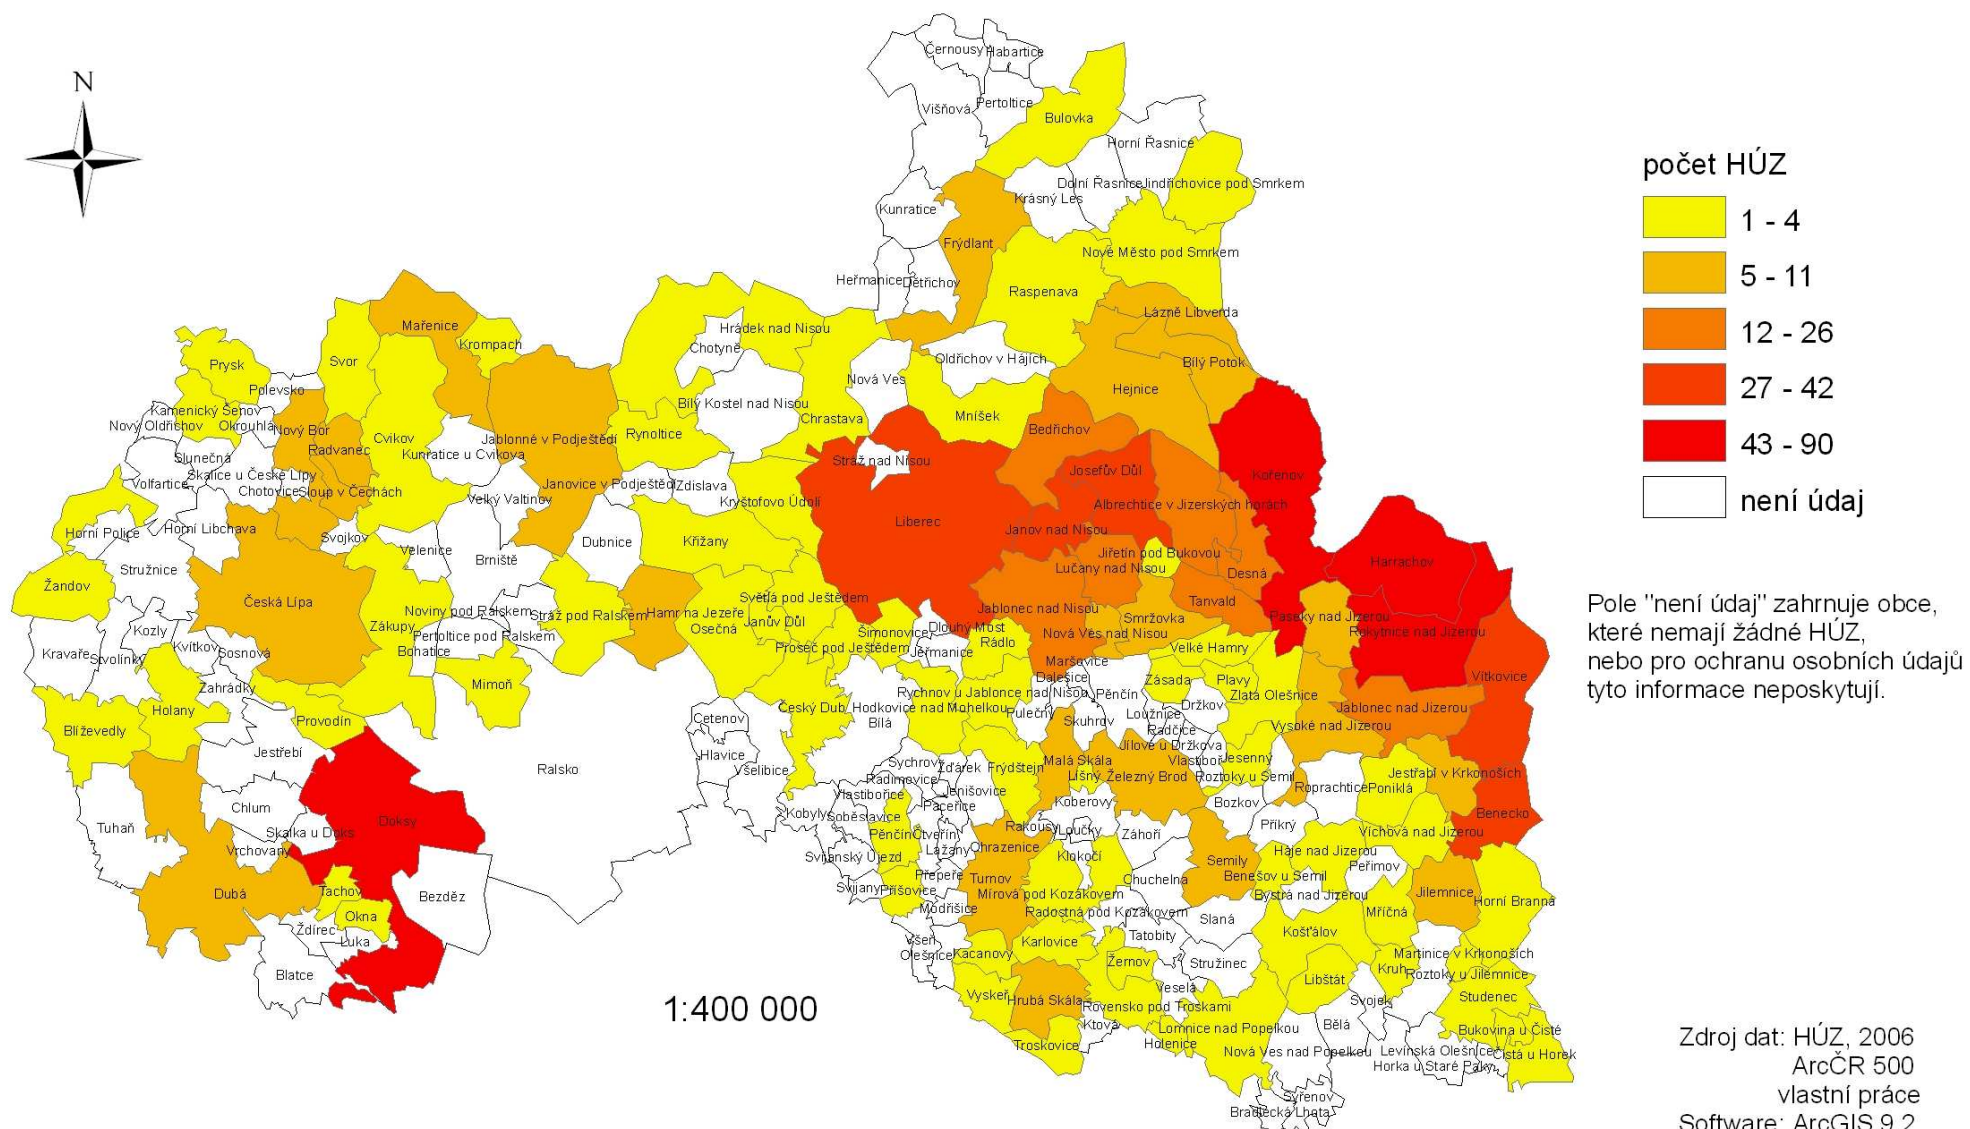 N
Černousy
Habartice
Višňová
Pertoltice
Bulovka
Horní Řasnice
Dolní Řasnice
Jindřichovice pod Smrkem
Krásný Les
Kunratice
Frýdlant
Nové Město pod Smrkem
Heřmanice
Dětřichov
Raspenava
Lázně Libverda
Mařenice
Krompach
Hrádek nad Nisou
Chotyně
Oldřichov v Hájích
Bílý Potok
Prysk
Svor
Polevsko
Nová Ves
Hejnice
Kamenický Šenov
Nový Oldřichov
Okrouhlá
Nový Bor
Radvanec
Cvikov
Kunratice u Cvikova
Jablonné v Podještědí
Rynoltice
Bílý Kostel nad Nisou
Chrastava
Mníšek
Bedřichov
Slunečná
Skalice u České Lípy
Volfartice
Chotovice
Sloup v Čechách
Velký Valtinov
Janovice v Podještědí
Zdislava
Kryštofovo Údolí
Stráž nad Nisou
Josefův Důl
Kořenov
Albrechtice v Jizerských horách
Horní Police
Horní Libchava
Svojkov
Velenice
Brniště
Dubnice
Křižany
Liberec
Janov nad Nisou
Jiřetín pod Bukovou
Lučany nad Nisou
Desná
Harrachov
Žandov
Stružnice
Česká Lípa
Zákupy
Noviny pod Ralskem
Stráž pod Ralskem
Hamr na Jezeře
Osečná
Světlá pod Ještědem
Janův Důl
Jablonec nad Nisou
Tanvald
Smržovka
Paseky nad Jizerou
Rokytnice nad Jizerou
Kozly
Kvítkov
Sosnová
Kravaře
Stvolínky
Bohatice
Pertoltice pod Ralskem
Mimoň
Proseč pod Ještědem
Šimonovice
Dlouhý Most
Jeřmanice
Rádlo
Nová Ves nad Nisou
Maršovice
Dalešice
Velké Hamry
Vítkovice
Zahrádky
Holany
Blíževedly
Provodín
Český Dub
Hodkovice nad Mohelkou
Rychnov u Jablonce nad Nisou
Bílá
Pulečný
Pěnčín
Skuhrov
Zásada
Plavy
Zlatá Olešnice
Držkov
Loužnice
Radčice
Jablonec nad Jizerou
Vysoké nad Jizerou
Jestřebí
Ralsko
Cetenov
Hlavice
Všelibice
Sychrov
Radimovice
Žďárek
Frýdštejn
Malá Skála
Líšný
Jílové u Držkova
Železný Brod
Vlastiboř
Jesenný
Roztoky u Semil
Roprachtice
Jestřabí v Krkonoších
Poniklá
Benecko
Tuhaň
Chlum
Skalka u Doks
Doksy
Vrchovany
Kobyly
Vlastibořice
Soběslavice
Jenišovice
Paceřice
Pěnčín
Čtveřín
Lažany
Svijanský Újezd
Koberovy
Rakousy
Loučky
Ohrazenice
Klokočí
Záhoří
Bozkov
Příkrý
Víchová nad Jizerou
Háje nad Jizerou
Peřimov
Dubá
Tachov
Okna
Bezděz
Ždírec
Luka
Blatce
Svijany
Příšovice
Přepeře
Turnov
Mírová pod Kozákovem
Chuchelna
Semily
Benešov u Semil
Bystrá nad Jizerou
Jilemnice
Mříčná
Horní Branná
Modřišice
Radostná pod Kozákovem
Slaná
Všeň
Olešnice
Kacanovy
Karlovice
Tatobity
Žernov
Stružinec
Košťálov
Libštát
Kruh
Martinice v Krkonoších
Roztoky u Jilemnice
Vyskeř
Hrubá Skála
Veselá
Rovensko pod Troskami
Ktová
Troskovice
Holenice
Lomnice nad Popelkou
Nová Ves nad Popelkou
Bělá
Svojek
Studenec
Bukovina u Čisté
Čistá u Horek
Levínská Olešnice
Horka u Staré Paky
Syřenov
Bradlecká Lhota
1:400 000
počet HÚZ
1 - 4
5 - 11
12 - 26
27 - 42
43 - 90
není údaj
Pole "není údaj" zahrnuje obce,
které nemají žádné HÚZ,
nebo pro ochranu osobních údajů
tyto informace neposkytují.
Zdroj dat: HÚZ, 2006
ArcČR 500
vlastní práce
Software: ArcGIS 9.2